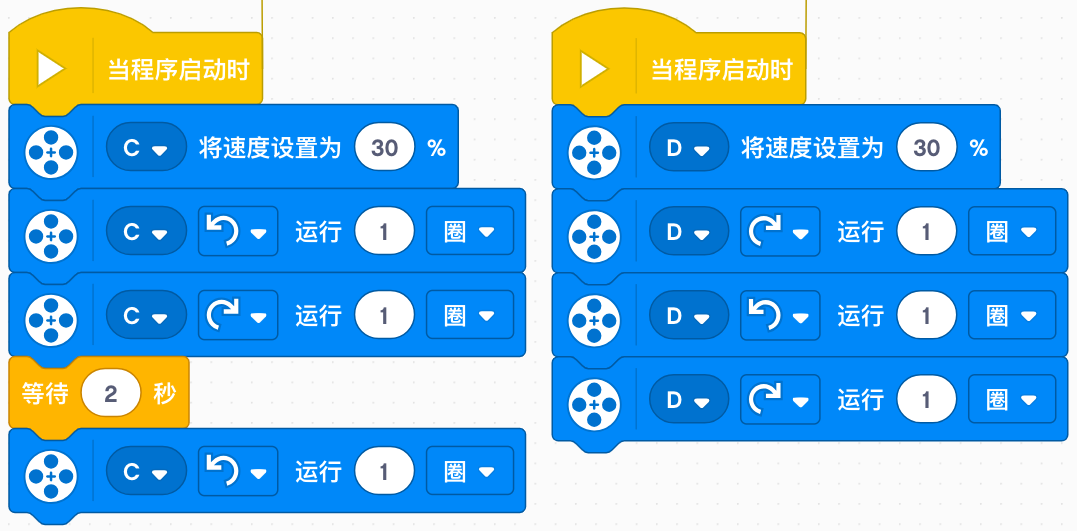 当程序启动时
C 将速度设置为 30 %
C 运行 1 圈
C 运行 1 圈
等待 2 秒
C 运行 1 圈
当程序启动时
D 将速度设置为 30 %
D 运行 1 圈
D 运行 1 圈
D 运行 1 圈